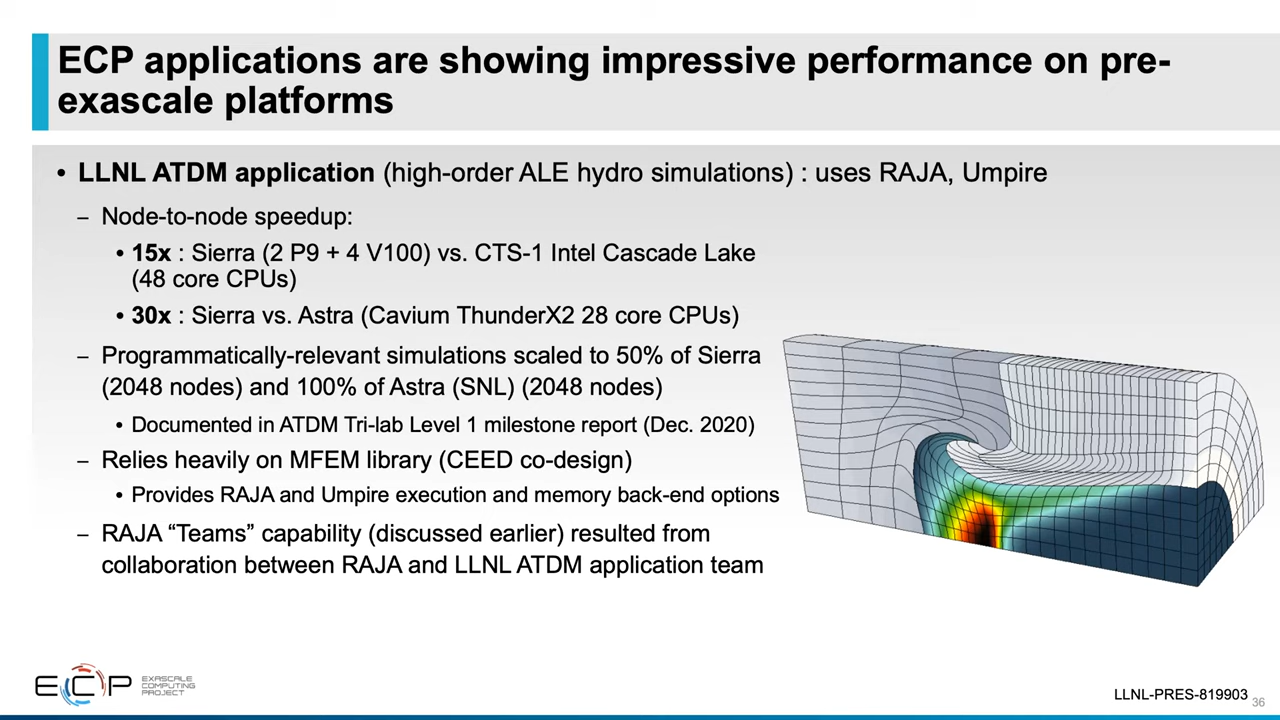 ECP applications are showing impressive performance on pre-
exascale platforms
• LLNL ATDM application (high-order ALE hydro simulations) : uses RAJA, Umpire
– Node-to-node speedup:
• 15x : Sierra (2 P9 + 4 V100) vs. CTS-1 Intel Cascade Lake
(48 core CPUs)
• 30x : Sierra vs. Astra (Cavium ThunderX2 28 core CPUs)
– Programmatically-relevant simulations scaled to 50% of Sierra
(2048 nodes) and 100% of Astra (SNL) (2048 nodes)
• Documented in ATDM Tri-lab Level 1 milestone report (Dec. 2020)
– Relies heavily on MFEM library (CEED co-design)
• Provides RAJA and Umpire execution and memory back-end options
– RAJA “Teams” capability (discussed earlier) resulted from
collaboration between RAJA and LLNL ATDM application team
ECP
EXASCALE
COMPUTING
PROJECT
LLNL-PRES-819903
36